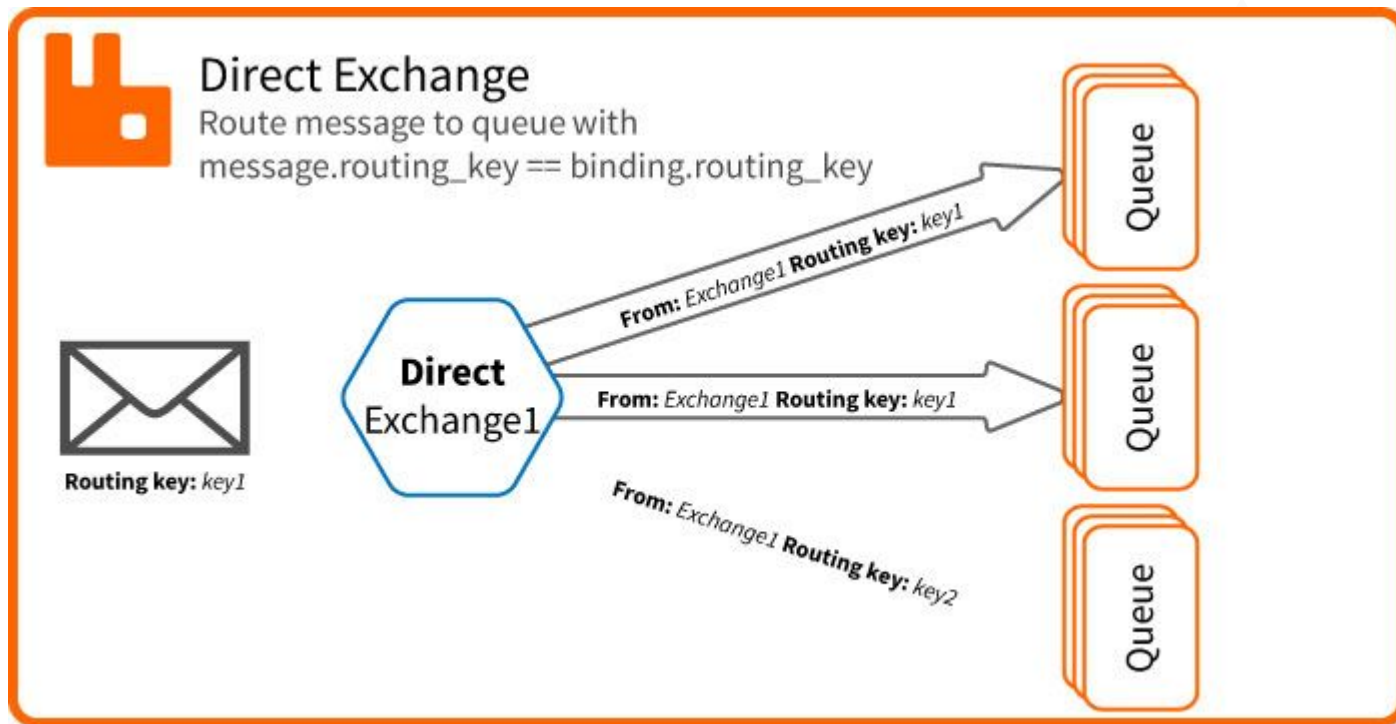 Direct Exchange
Route message to queue with
message.routing_key == binding.routing_key
Queue
From: Exchange1 Routing key: key1
Direct
Exchange1
From: Exchange1 Routing key: key1
Queue
Routing key: key1
From: Exchange1 Routing key: key2
Queue